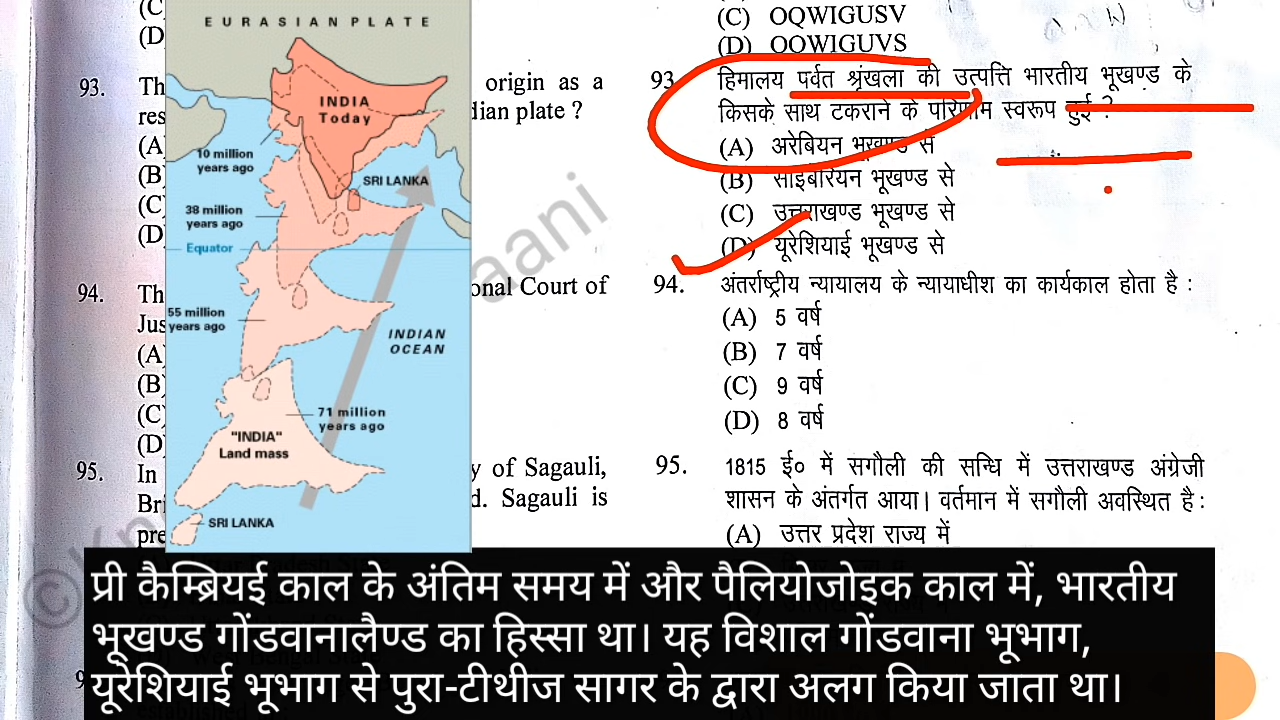 (C
(D
93.
Th
origin as a
res
dian plate ?
(A
(B
(C
(D
94.
Th
onal Court of
Jus
(A
(B
(C
(D
95.
In
y of Sagauli,
Bri
d. Sagauli is
pre
EURASIAN PLATE
INDIA
Today
10 million
years ago
SRI LANKA
38 million
years ago
Equator
55 million
years ago
INDIAN
OCEAN
71 million
years ago
"INDIA"
Land mass
SRI LANKA
(C) OQWIGUSV
(D) OOWIGUVS
93 हिमालय पर्वत श्रृंखला की उत्पत्ति भारतीय भूखण्ड के
किसके साथ टकराने के परिणाम स्वरूप हुई ?
(A) अरेबियन भूखण्ड से
(B) साइबेरियन भूखण्ड से
(C) उत्तराखण्ड भूखण्ड से
(D) यूरेशियाई भूखण्ड से
94. अंतर्राष्ट्रीय न्यायालय के न्यायाधीश का कार्यकाल होता है :
(A) 5 वर्ष
(B) 7 वर्ष
(C) 9 वर्ष
(D) 8 वर्ष
95. 1815 ई० में सगौली की सन्धि में उत्तराखण्ड अंग्रेजी
शासन के अंतर्गत आया। वर्तमान में सगौली अवस्थित है :
(A) उत्तर प्रदेश राज्य में
प्री कैम्ब्रियई काल के अंतिम समय में और पैलियोजोइक काल में, भारतीय
भूखण्ड गोंडवानालैण्ड का हिस्सा था। यह विशाल गोंडवाना भूभाग,
यूरेशियाई भूभाग से पुरा-टीथीज सागर के द्वारा अलग किया जाता था।